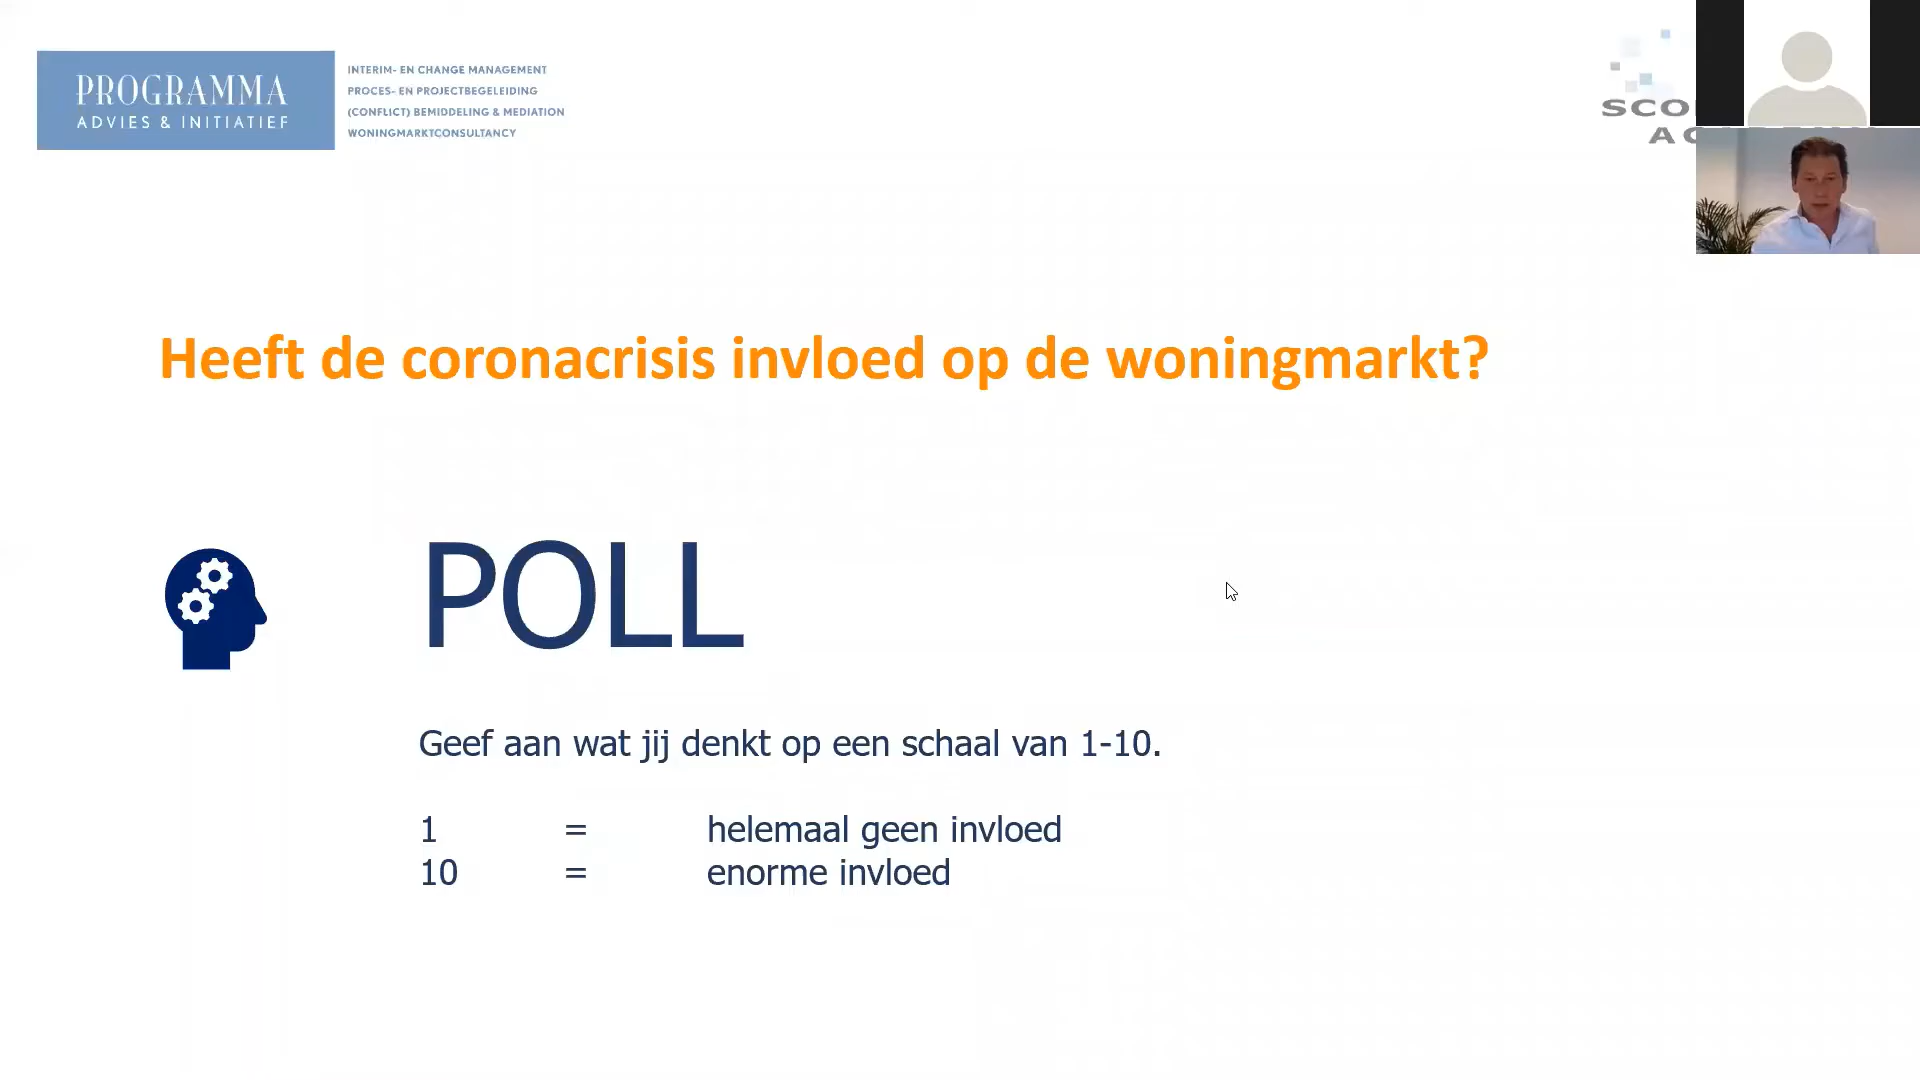 PROGRAMMA
ADVIES & INITIATIEF
INTERIM- EN CHANGE MANAGEMENT
PROCES- EN PROJECTBEGELEIDING
(CONFLICT) BEMIDDELING & MEDIATION
WONINGMARKTCONSULTANCY
Heeft de coronacrisis invloed op de woningmarkt?
POLL
Geef aan wat jij denkt op een schaal van 1-10.
1 = helemaal geen invloed
10 = enorme invloed